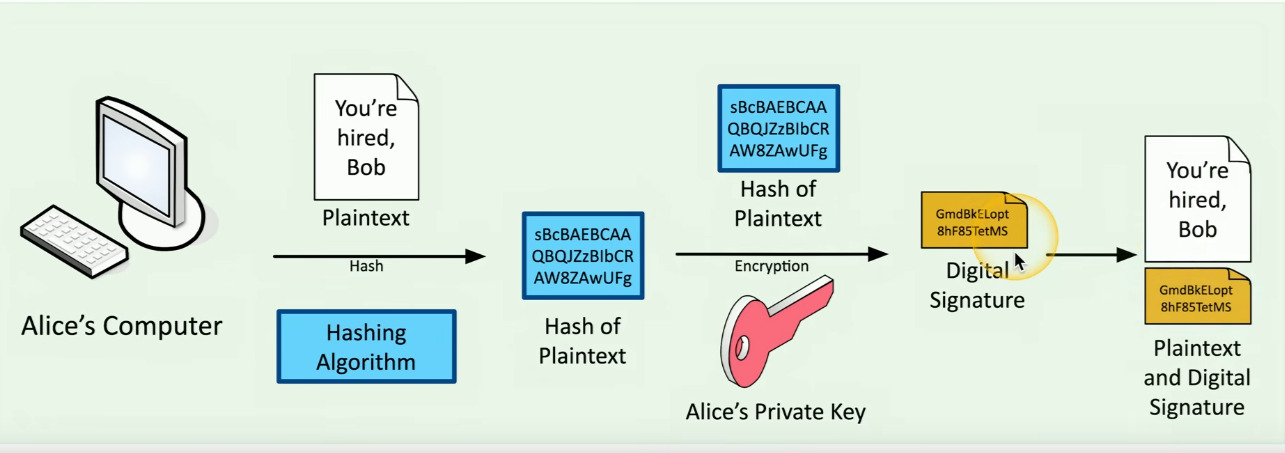 Alice's Computer
You're
hired,
Bob
Plaintext
Hash
Hashing
Algorithm
sBcBAEBCAA
QBQJZzBIbCR
AW8ZAwUFg
Hash of
Plaintext
sBcBAEBCAA
QBQJZzBIbCR
AW8ZAwUFg
Hash of
Plaintext
Encryption
Alice's Private Key
GmdBkELopt
8hF85TetMS
Digital
Signature
You're
hired,
Bob
GmdBkELopt
8hF85TetMS
Plaintext
and Digital
Signature